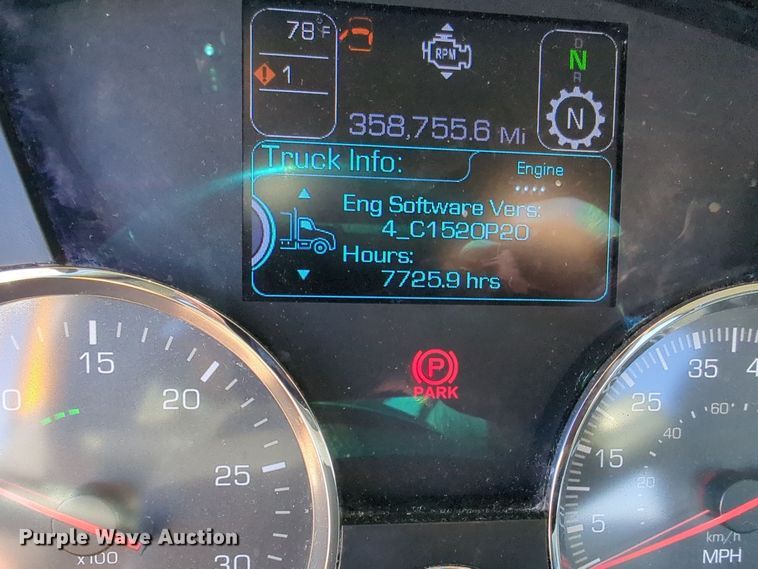 78°F
1
RPM
D
N
R
N
358,755.6 Mi
Truck Info:
Engine
Eng Software Vers:
4_C1520P20
Hours:
7725.9 hrs
P
PARK
15
20
25
30
x100
5
15
25
35
20
40
60
km/h
MPH
Purple Wave Auction